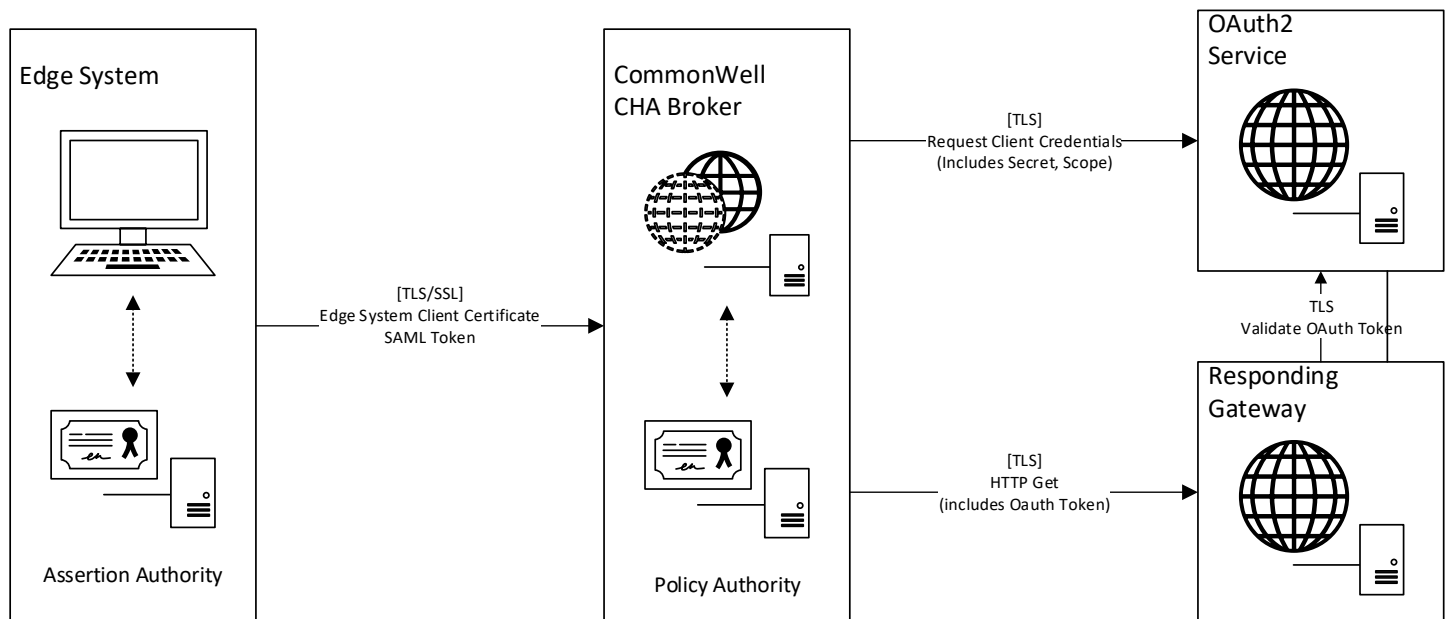 Edge System
Assertion Authority
[TLS/SSL]
Edge System Client Certificate
SAML Token
CommonWell
CHA Broker
Policy Authority
[TLS]
Request Client Credentials
(Includes Secret, Scope)
[TLS]
HTTP Get
(includes Oauth Token)
OAuth2
Service
TLS
Validate OAuth Token
Responding
Gateway